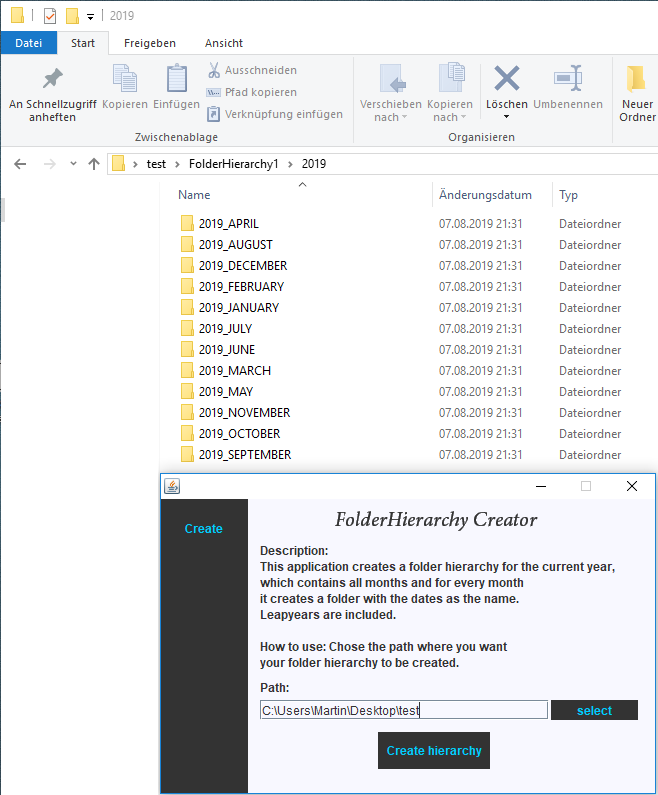 2019
Datei Start Freigeben Ansicht
An Schnellzugriff anheften
Kopieren
Einfügen
Ausschneiden
Pfad kopieren
Verknüpfung einfügen
Zwischenablage
Verschieben nach
Kopieren nach
Löschen
Umbenennen
Organisieren
Neuer Ordner
test > FolderHierarchy1 > 2019
Name Änderungsdatum Typ
2019_APRIL 07.08.2019 21:31 Dateiordner
2019_AUGUST 07.08.2019 21:31 Dateiordner
2019_DECEMBER 07.08.2019 21:31 Dateiordner
2019_FEBRUARY 07.08.2019 21:31 Dateiordner
2019_JANUARY 07.08.2019 21:31 Dateiordner
2019_JULY 07.08.2019 21:31 Dateiordner
2019_JUNE 07.08.2019 21:31 Dateiordner
2019_MARCH 07.08.2019 21:31 Dateiordner
2019_MAY 07.08.2019 21:31 Dateiordner
2019_NOVEMBER 07.08.2019 21:31 Dateiordner
2019_OCTOBER 07.08.2019 21:31 Dateiordner
2019_SEPTEMBER 07.08.2019 21:31 Dateiordner
Create
FolderHierarchy Creator
Description:
This application creates a folder hierarchy for the current year,
which contains all months and for every month
it creates a folder with the dates as the name.
Leapyears are included.
How to use: Chose the path where you want
your folder hierarchy to be created.
Path:
C:\Users\Martin\Desktop\test select
Create hierarchy